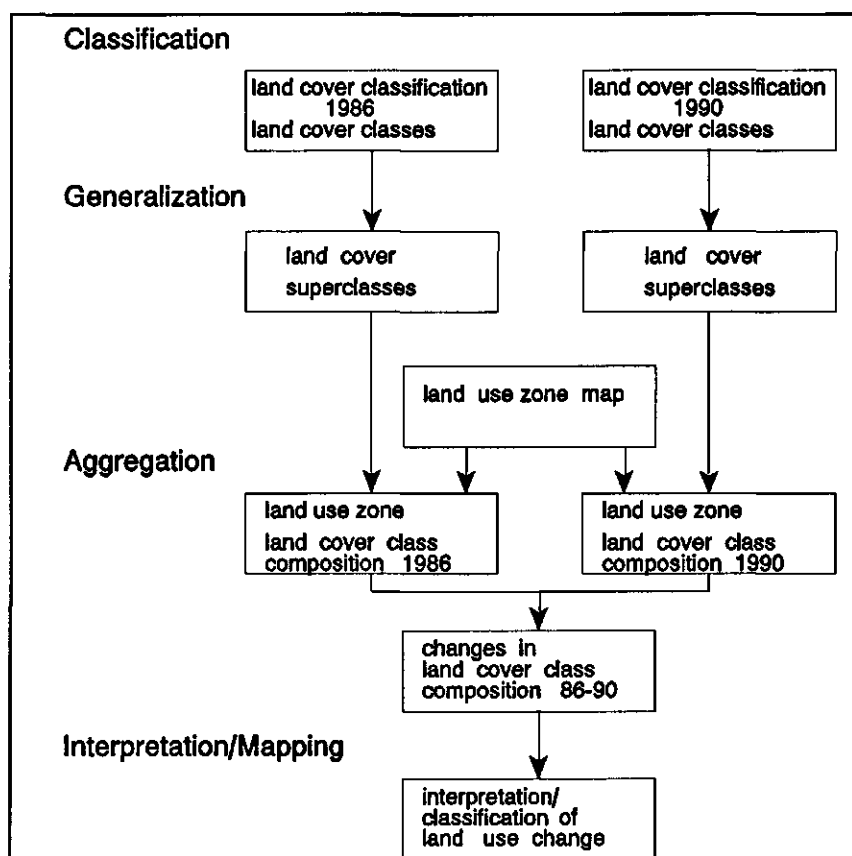 Classification
land cover classification
1986
land cover classes
land cover classification
1990
land cover classes
Generalization
land cover
superclasses
land cover
superclasses
land use zone map
Aggregation
land use zone
land cover class
composition 1986
land use zone
land cover class
composition 1990
changes in
land cover class
composition 86-90
Interpretation/Mapping
interpretation/
classification of
land use change